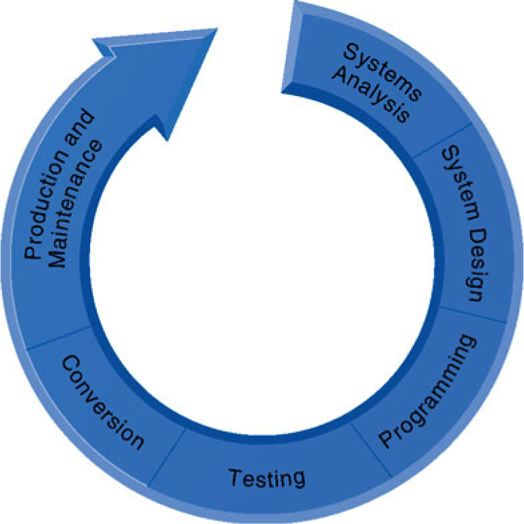 Systems
Analysis
System Design
Programming
Testing
Conversion
Production and
Maintenance